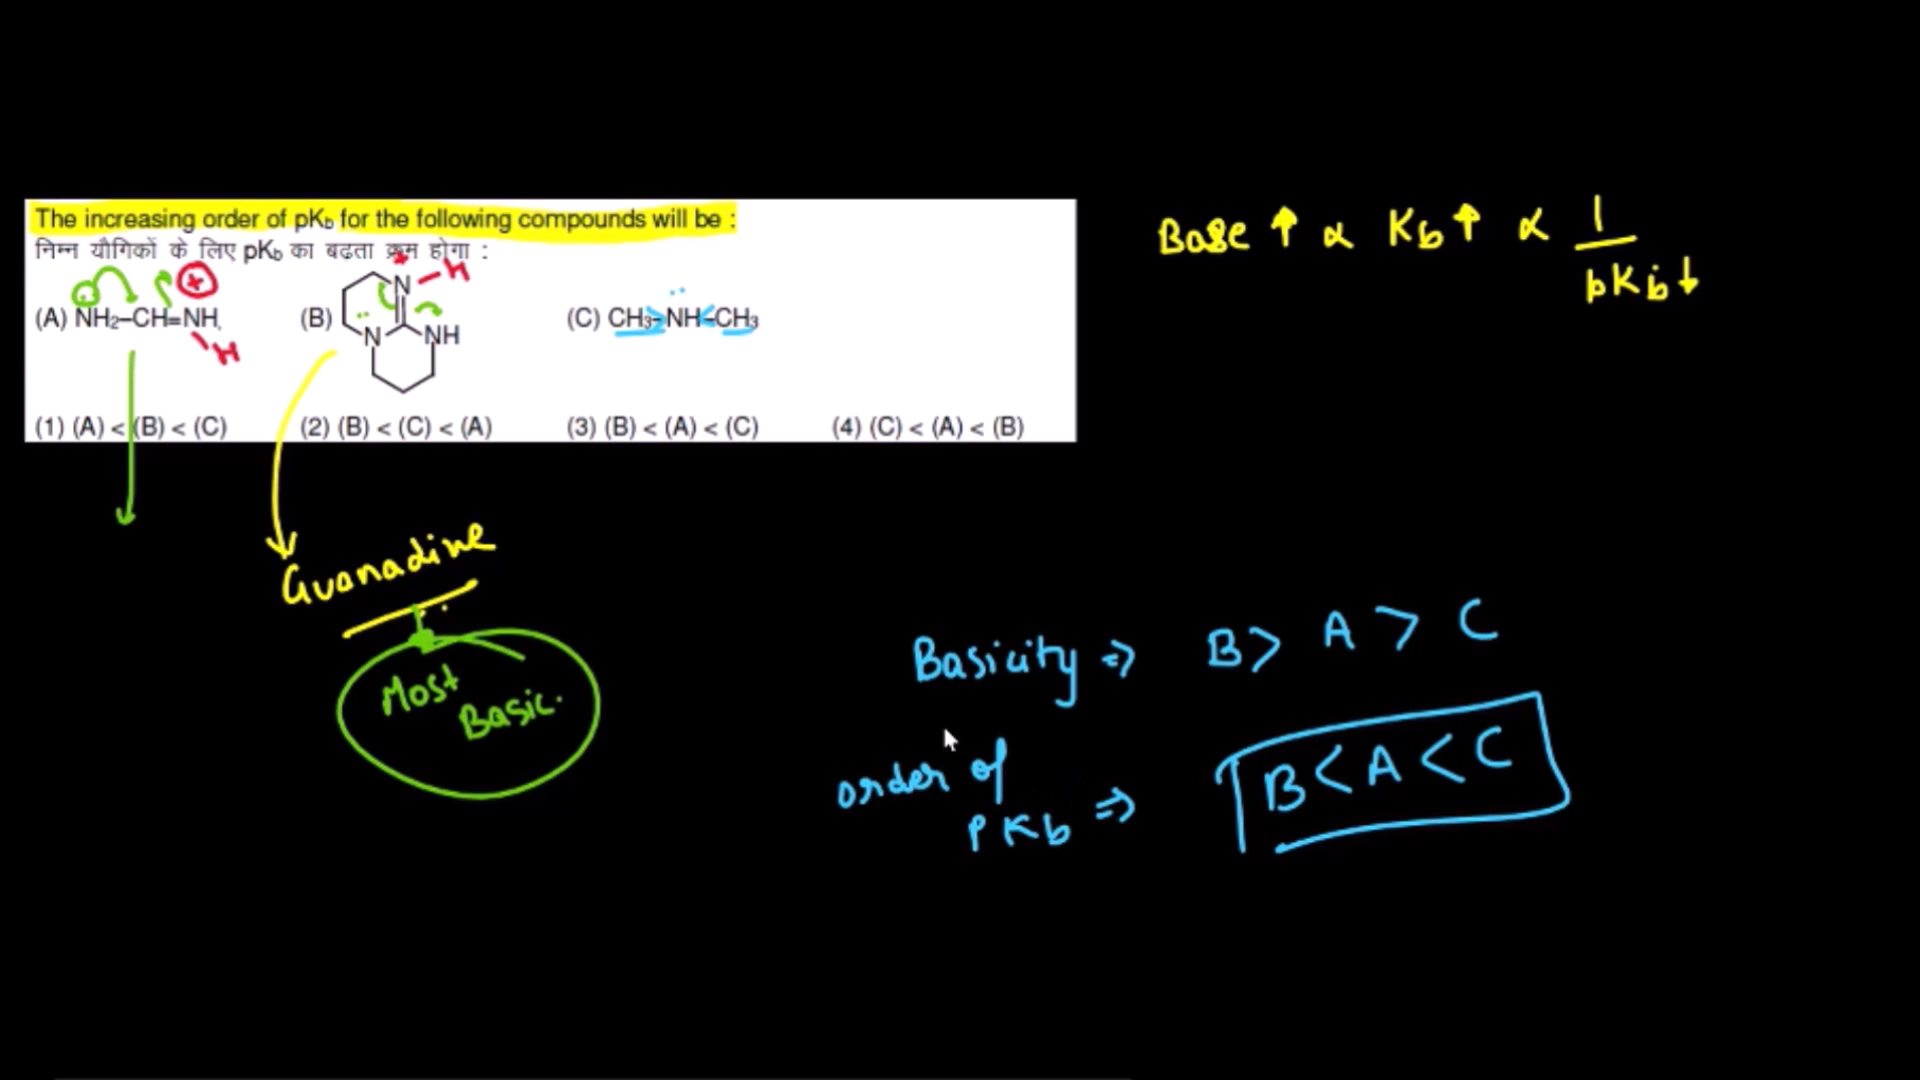 The increasing order of pKb for the following compounds will be :
निम्न यौगिकों के लिए pKb का बढता क्रम होगा :
(A) NH2–CH=NH,
H
(B)
N
H
N
NH
(C) CH3–NH–CH3
(1) (A) < (B) < (C)
(2) (B) < (C) < (A)
(3) (B) < (A) < (C)
(4) (C) < (A) < (B)
Base ↑ ∝ Kb ↑ ∝ 1/pKb ↓
Guanadine
Most
Basic.
Basicity ⇒ B > A > C
order of
pKb ⇒ B < A < C